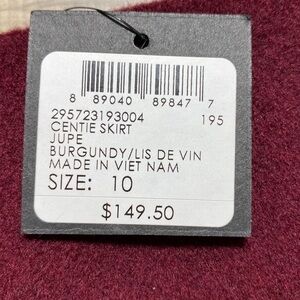 8 89040 89847 7
295723193004 195
CENTIE SKIRT
JUPE
BURGUNDY/LIS DE VIN
MADE IN VIET NAM
SIZE: 10
$149.50